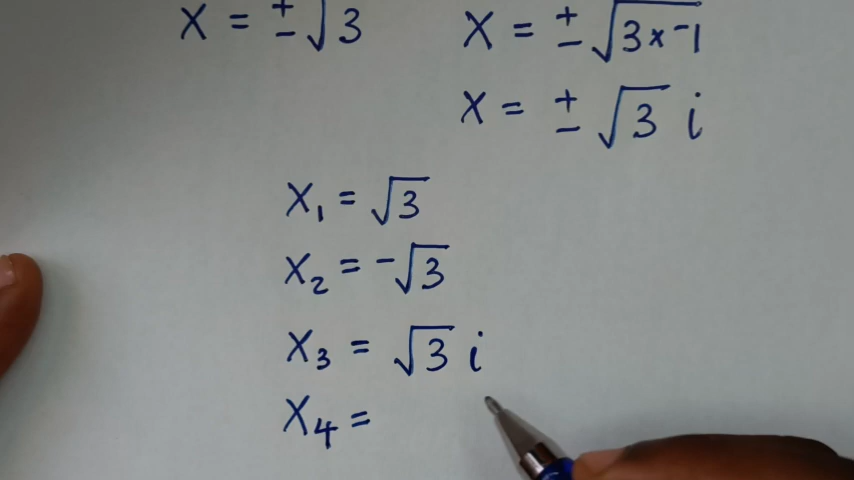 X = ±√3
X = ±√3×-1
X = ±√3 i
X₁ = √3
X₂ = -√3
X₃ = √3 i
X₄ =